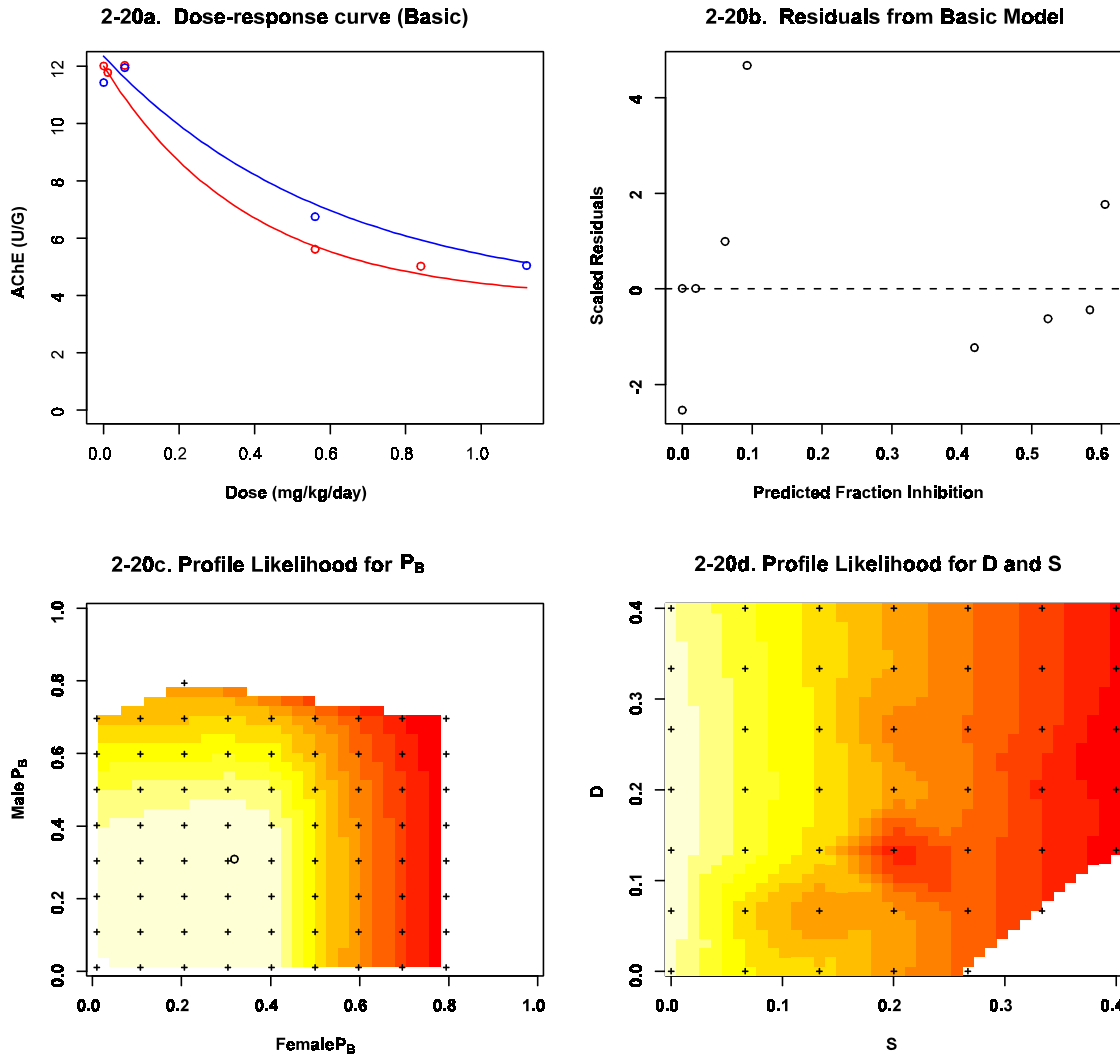 2-20a. Dose-response curve (Basic)
AChE (U/G)
12
10
8
6
4
2
0
0.0 0.2 0.4 0.6 0.8 1.0
Dose (mg/kg/day)
2-20b. Residuals from Basic Model
Scaled Residuals
4
2
0
-2
0.0 0.1 0.2 0.3 0.4 0.5 0.6
Predicted Fraction Inhibition
2-20c. Profile Likelihood for PB
Male PB
1.0
0.8
0.6
0.4
0.2
0.0
0.0 0.2 0.4 0.6 0.8 1.0
Female PB
2-20d. Profile Likelihood for D and S
D
0.4
0.3
0.2
0.1
0.0
0.0 0.1 0.2 0.3 0.4
S